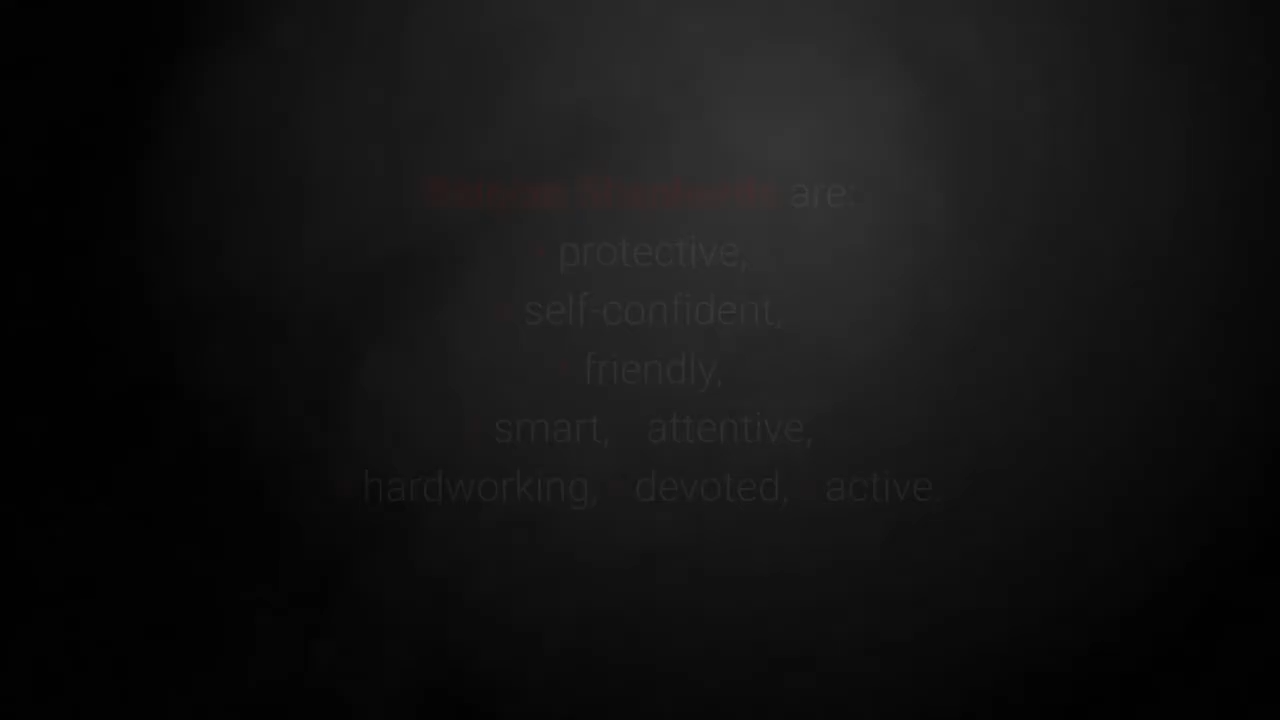 are:
protective,
self-confident,
friendly,
smart, attentive,
hardworking, devoted, active.